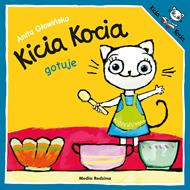 Anita Głowińska
Kicia Kocia
gotuje
Media Rodzina